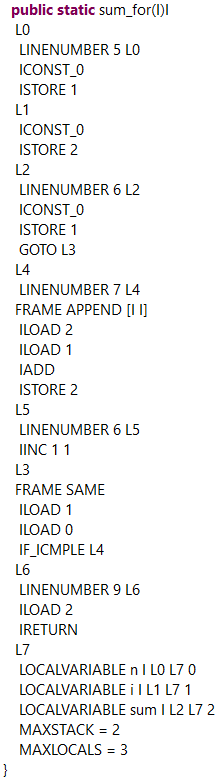 public static sum_for(I)I
L0
LINENUMBER 5 L0
ICONST_0
ISTORE 1
L1
ICONST_0
ISTORE 2
L2
LINENUMBER 6 L2
ICONST_0
ISTORE 1
GOTO L3
L4
LINENUMBER 7 L4
FRAME APPEND [I I]
ILOAD 2
ILOAD 1
IADD
ISTORE 2
L5
LINENUMBER 6 L5
IINC 1 1
L3
FRAME SAME
ILOAD 1
ILOAD 0
IF_ICMPLE L4
L6
LINENUMBER 9 L6
ILOAD 2
IRETURN
L7
LOCALVARIABLE n I L0 L7 0
LOCALVARIABLE i I L1 L7 1
LOCALVARIABLE sum I L2 L7 2
MAXSTACK = 2
MAXLOCALS = 3
}